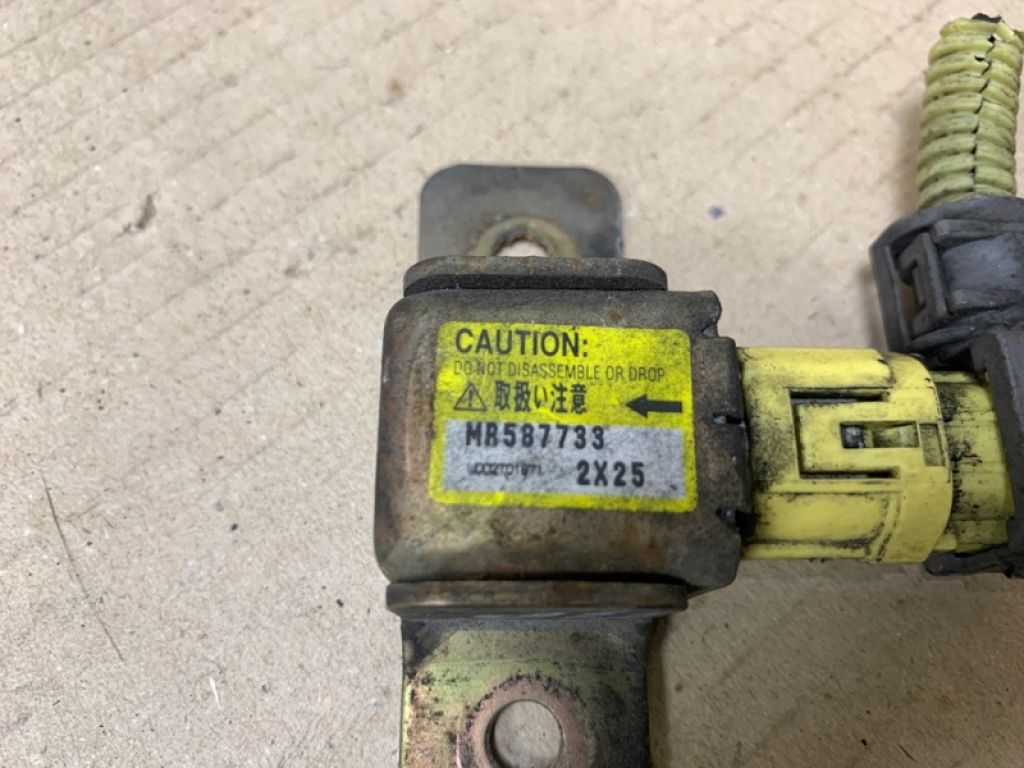 CAUTION:
DO NOT DISASSEMBLE OR DROP
取扱い注意
MR587733
2X25